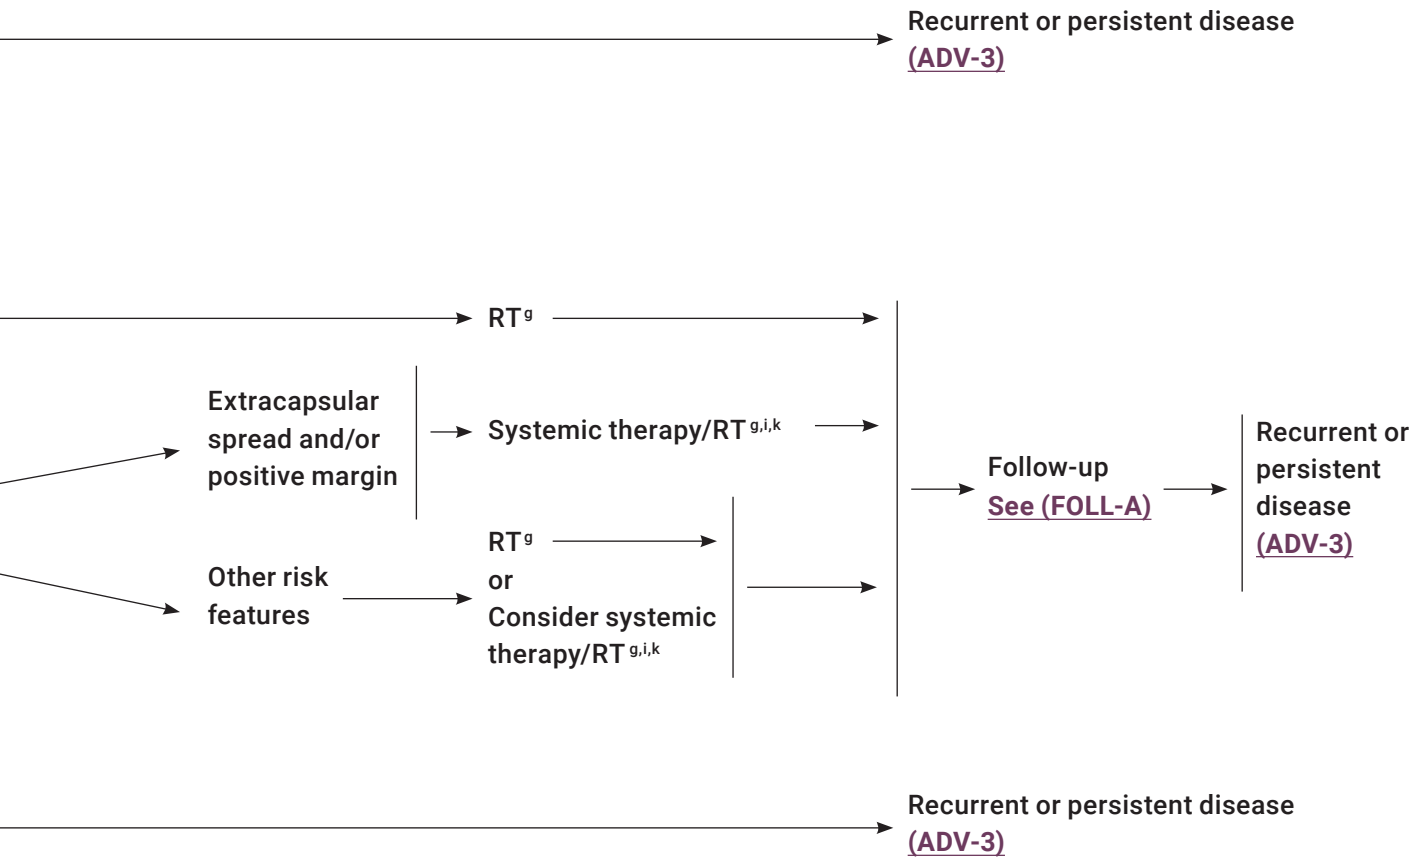 Recurrent or persistent disease
(ADV-3)
RT g
Extracapsular
spread and/or
positive margin
Systemic therapy/RT g,i,k
Other risk
features
RT g
or
Consider systemic
therapy/RT g,i,k
Follow-up
See (FOLL-A)
Recurrent or
persistent
disease
(ADV-3)
Recurrent or persistent disease
(ADV-3)